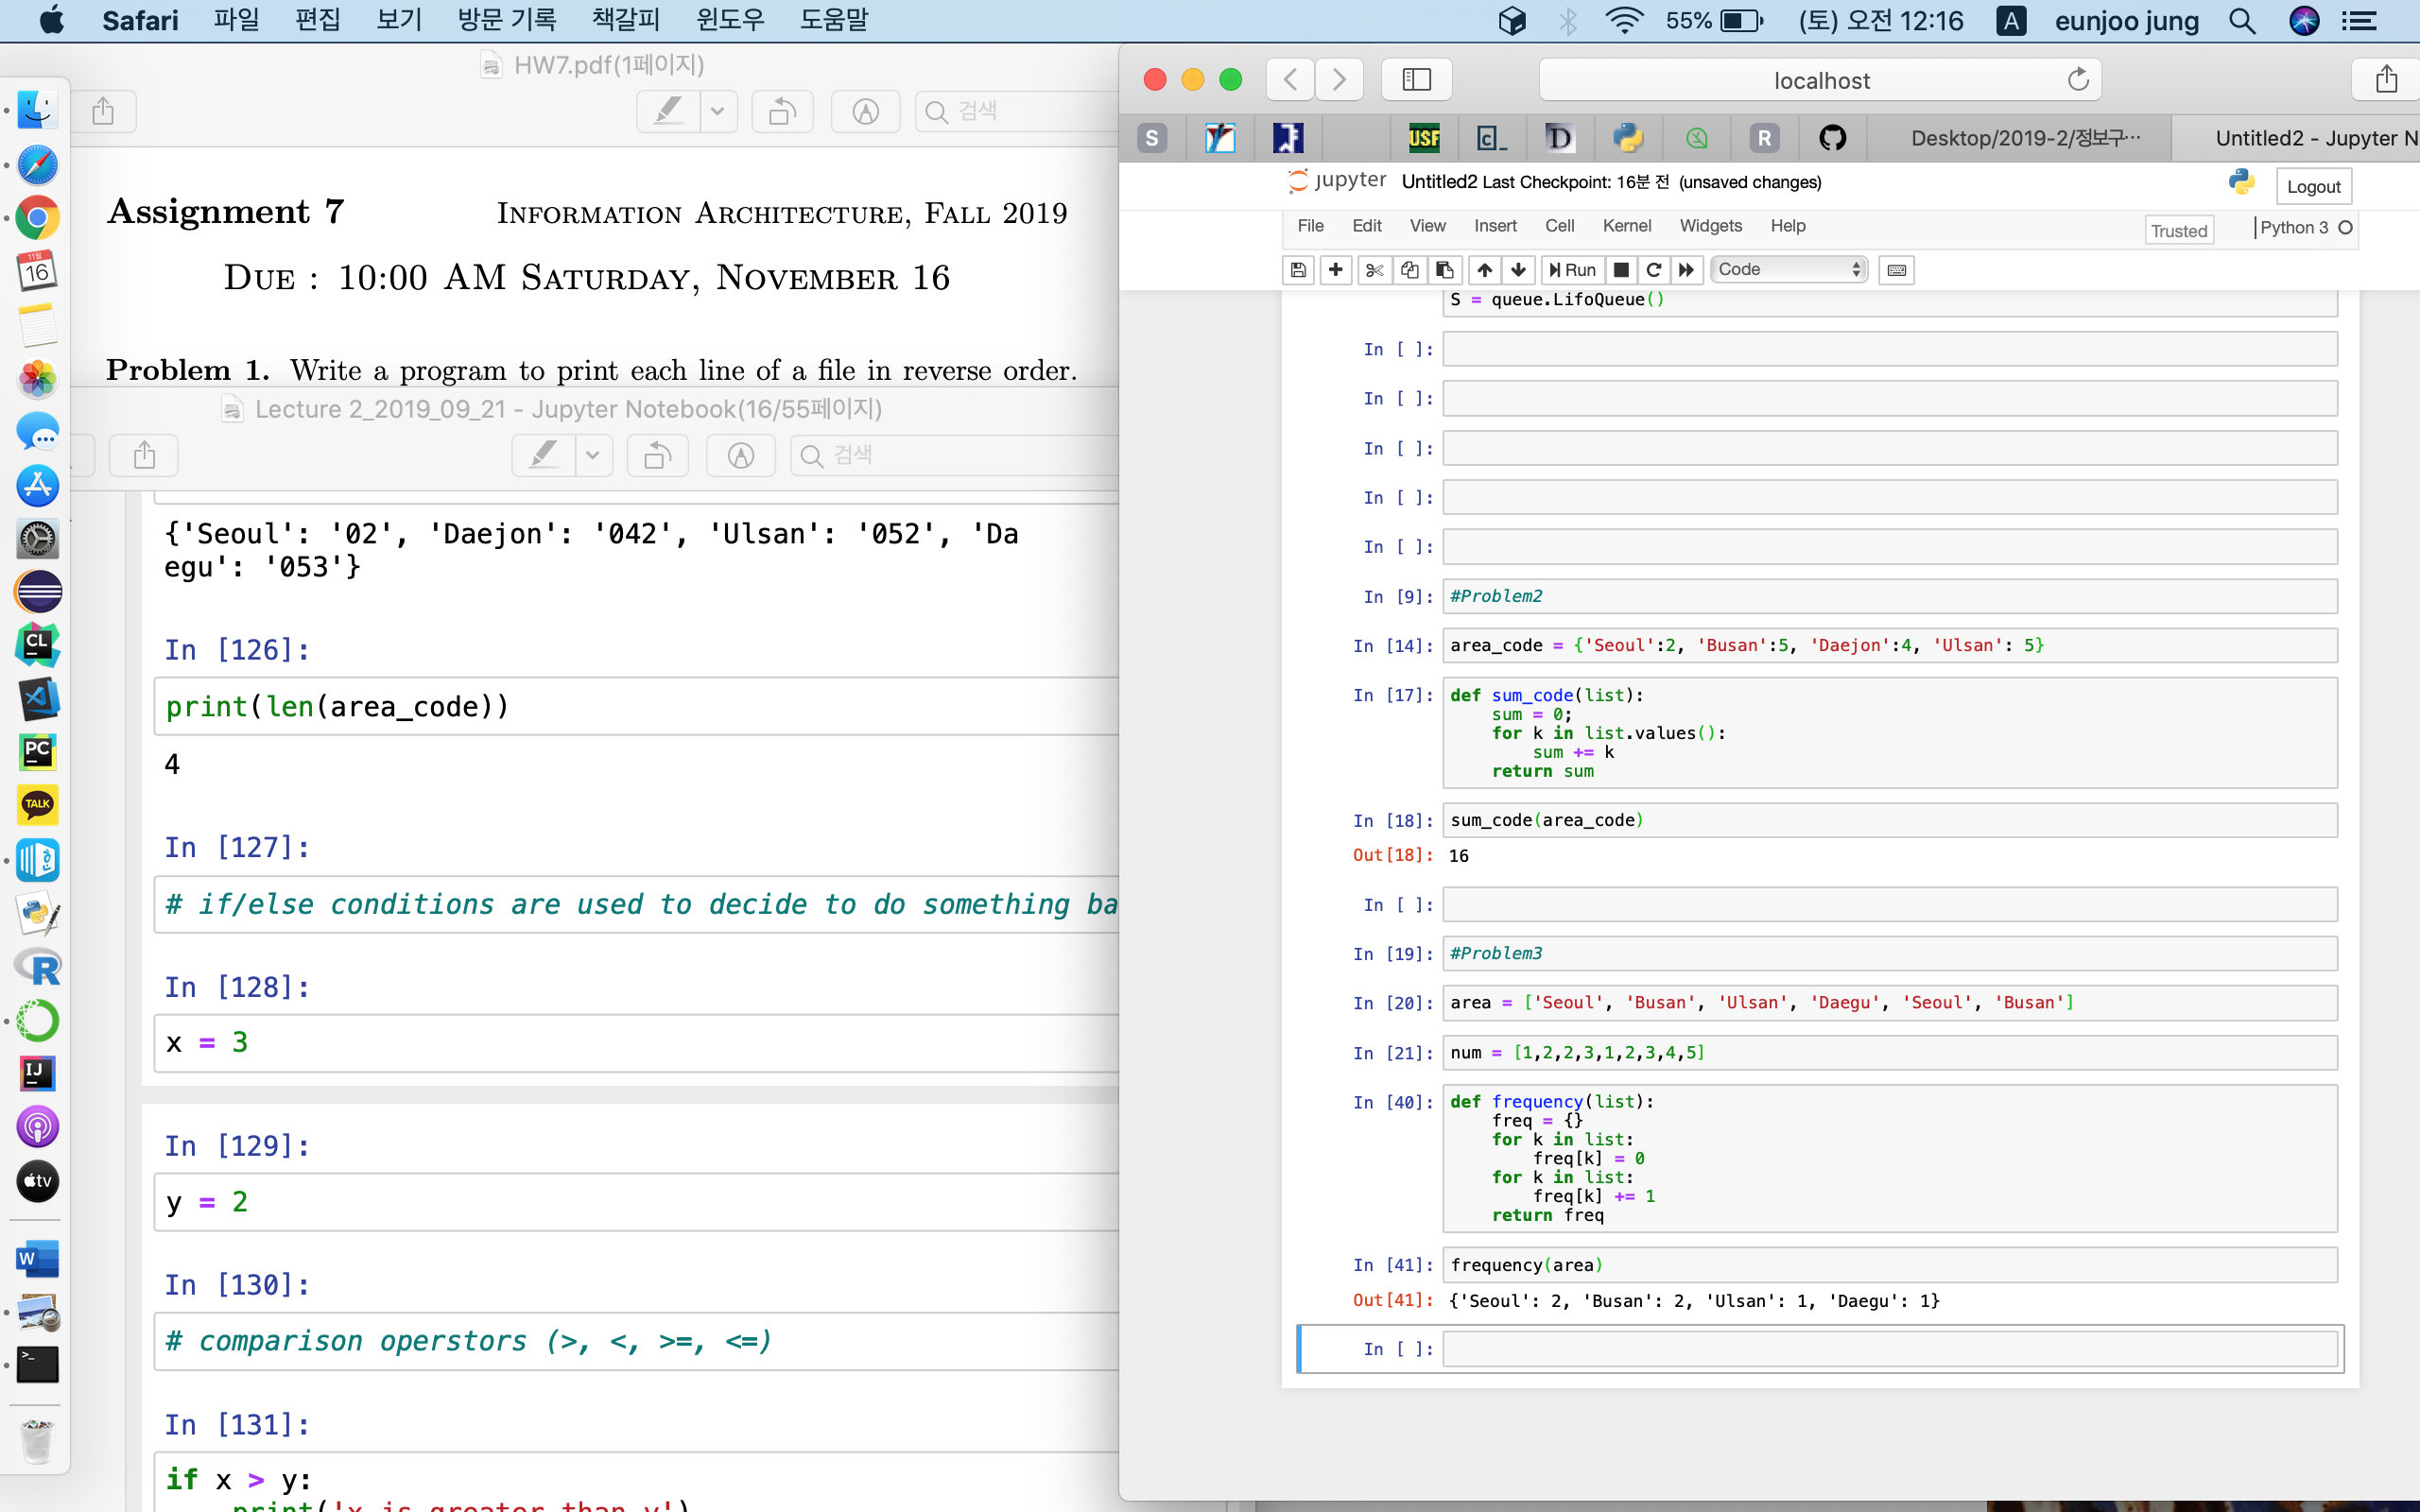 Safari 파일 편집 보기 방문 기록 책갈피 윈도우 도움말 55% (토) 오전 12:16 A eunjoo jung
HW7.pdf(1페이지)
검색
Assignment 7 Information Architecture, Fall 2019
Due : 10:00 AM Saturday, November 16
Problem 1. Write a program to print each line of a file in reverse order.
Lecture 2_2019_09_21 - Jupyter Notebook(16/55페이지)
검색
{'Seoul': '02', 'Daejon': '042', 'Ulsan': '052', 'Da
egu': '053'}
In [126]:
print(len(area_code))
4
In [127]:
# if/else conditions are used to decide to do something ba
In [128]:
x = 3
In [129]:
y = 2
In [130]:
# comparison operstors (>, <, >=, <=)
In [131]:
if x > y:
print('x is greater than y')
11월
16
CL
PC
TALK
R
IJ
tv
W
localhost
S USF c_ D R Desktop/2019-2/정보구… Untitled2 - Jupyter N
jupyter Untitled2 Last Checkpoint: 16분 전 (unsaved changes) Logout
File Edit View Insert Cell Kernel Widgets Help Trusted Python 3
Run Code
S = queue.LifoQueue()
In [ ]:
In [ ]:
In [ ]:
In [ ]:
In [ ]:
In [9]: #Problem2
In [14]: area_code = {'Seoul':2, 'Busan':5, 'Daejon':4, 'Ulsan': 5}
In [17]: def sum_code(list):
sum = 0;
for k in list.values():
sum += k
return sum
In [18]: sum_code(area_code)
Out[18]: 16
In [ ]:
In [19]: #Problem3
In [20]: area = ['Seoul', 'Busan', 'Ulsan', 'Daegu', 'Seoul', 'Busan']
In [21]: num = [1,2,2,3,1,2,3,4,5]
In [40]: def frequency(list):
freq = {}
for k in list:
freq[k] = 0
for k in list:
freq[k] += 1
return freq
In [41]: frequency(area)
Out[41]: {'Seoul': 2, 'Busan': 2, 'Ulsan': 1, 'Daegu': 1}
In [ ]: